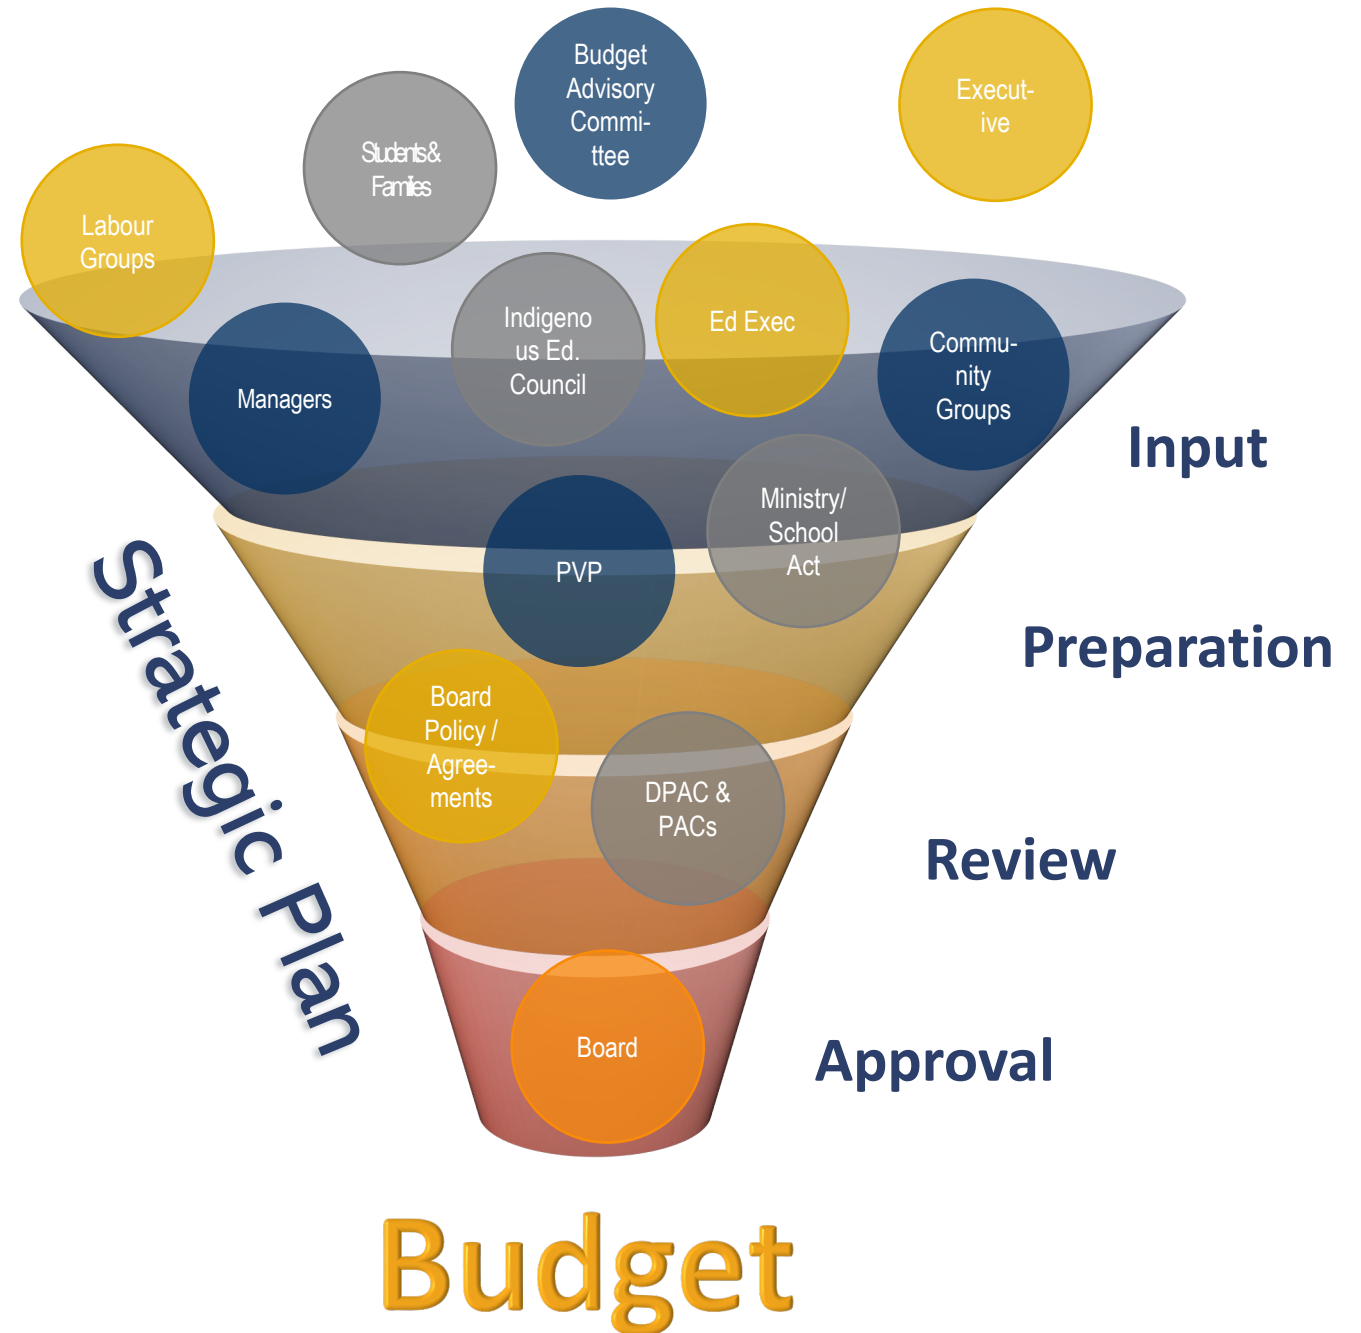 Budget
Advisory
Commi-
ttee
Execut-
ive
Students &
Families
Labour
Groups
Indigeno
us Ed.
Council
Ed Exec
Commu-
nity
Groups
Managers
Input
Ministry/
School
Act
PVP
Strategic Plan
Preparation
Board
Policy /
Agree-
ments
DPAC &
PACs
Review
Board
Approval
Budget